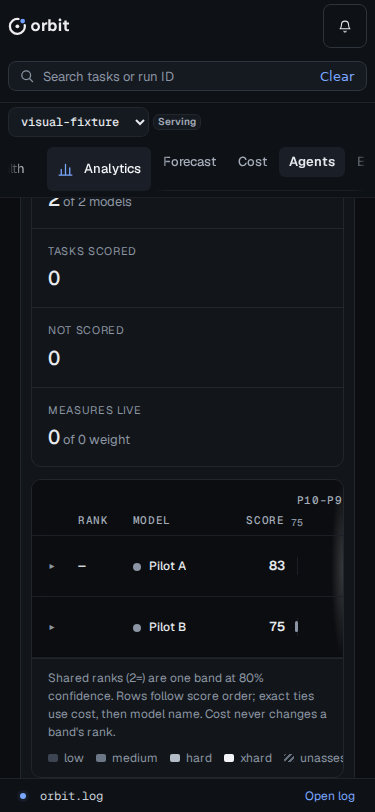 orbit
Search tasks or run ID Clear
visual-fixture Serving
lth Analytics Forecast Cost Agents E
2 of 2 models
TASKS SCORED
0
NOT SCORED
0
MEASURES LIVE
0 of 0 weight
P10-P9
RANK MODEL SCORE 75
– Pilot A 83
Pilot B 75
Shared ranks (2=) are one band at 80%
confidence. Rows follow score order; exact ties
use cost, then model name. Cost never changes a
band's rank.
low medium hard xhard unasses
orbit.log Open log